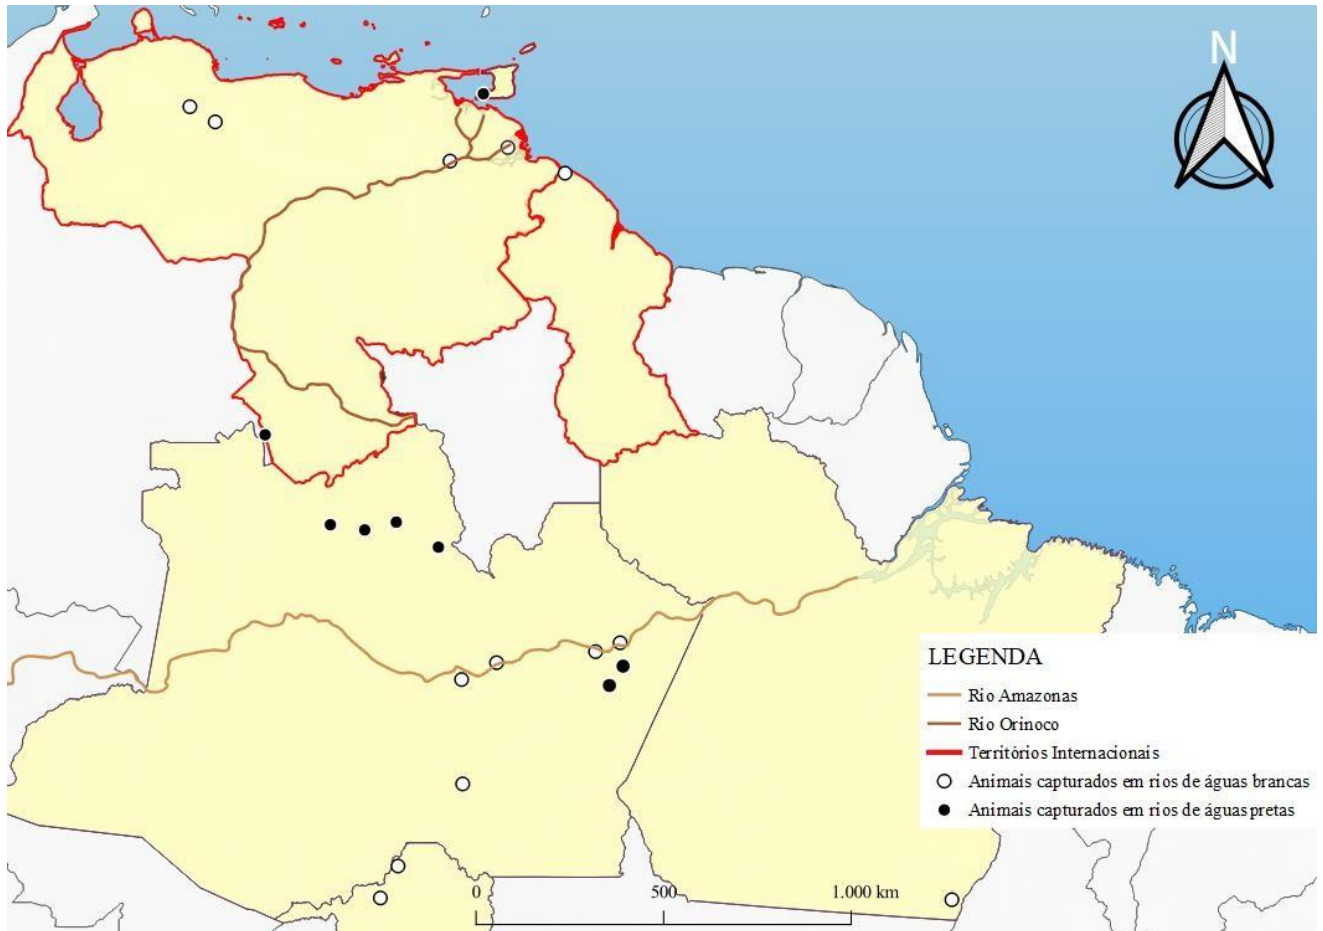 N
LEGENDA
Rio Amazonas
Rio Orinoco
Territórios Internacionais
Animais capturados em rios de águas brancas
Animais capturados em rios de águas pretas
0 500 1.000 km